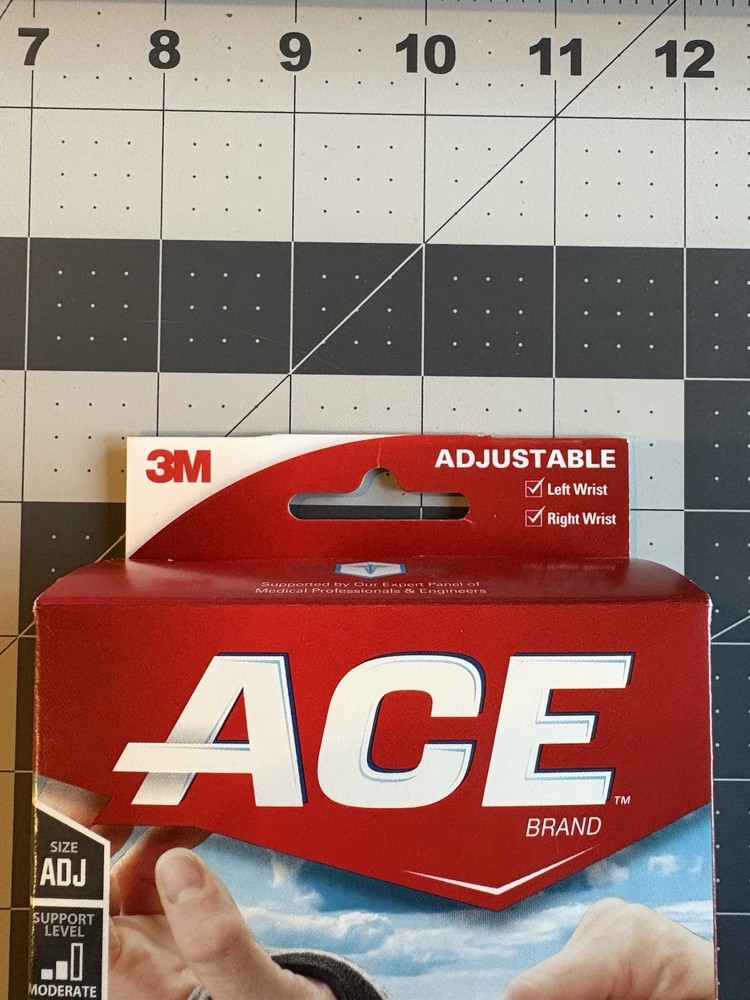 7 8 9 10 11 12
3M
ADJUSTABLE
Left Wrist
Right Wrist
Supported by Our Expert Panel of
Medical Professionals & Engineers
ACE™
BRAND
SIZE
ADJ
SUPPORT
LEVEL
MODERATE